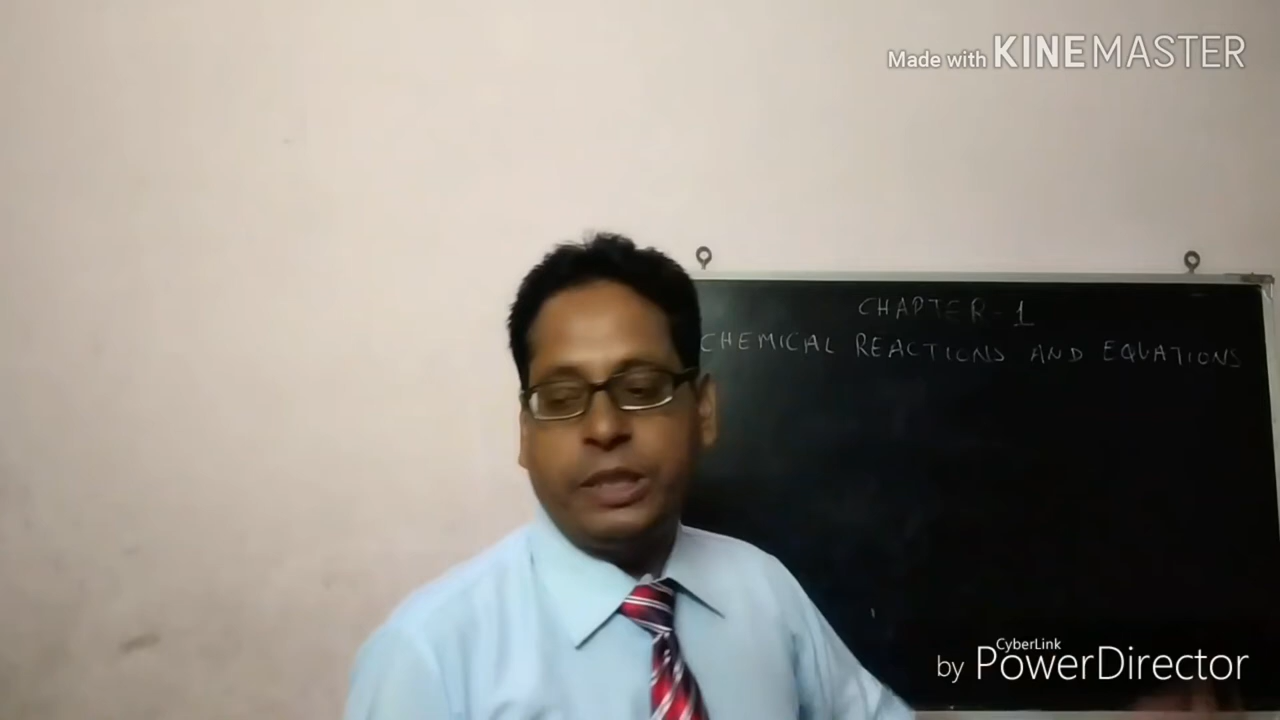 Made with KINEMASTER
CHAPTER-1
CHEMICAL REACTIONS AND EQUATIONS
CyberLink
by PowerDirector